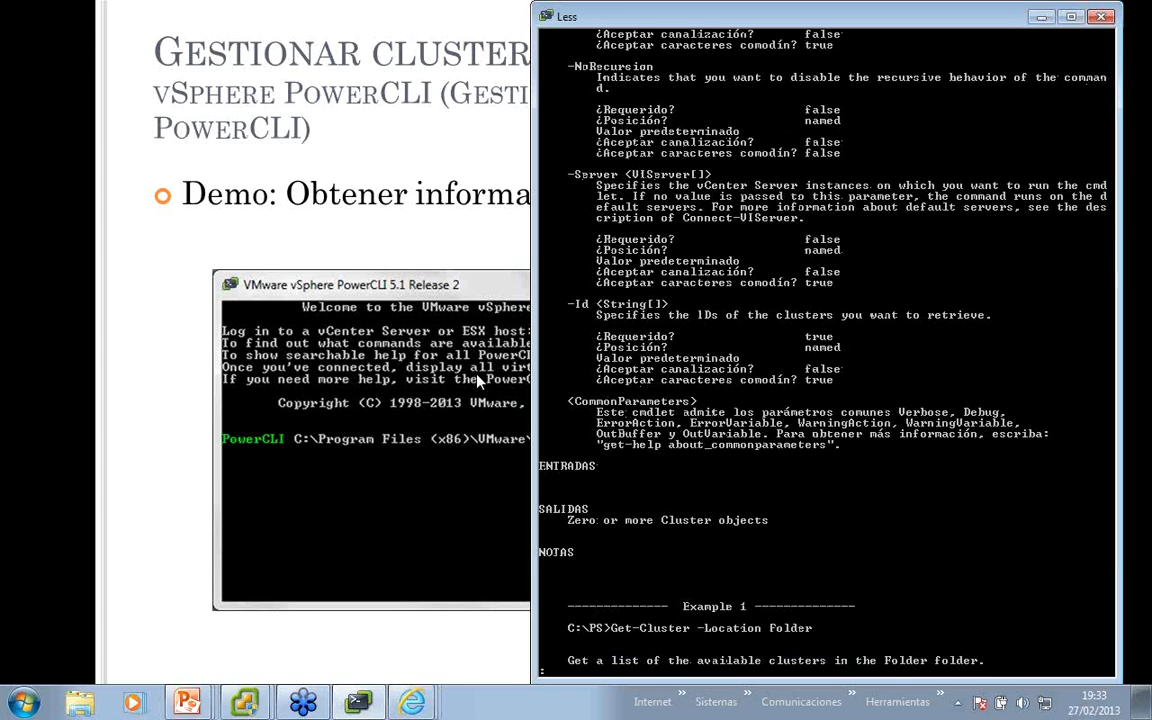 GESTIONAR CLUSTER
VSPHERE POWERCLI (GESTI
POWERCLI)
Demo: Obtener informa
VMware vSphere PowerCLI 5.1 Release 2
Welcome to the VMware vSphere
Log in to a vCenter Server or ESX host:
To find out what commands are available
To show searchable help for all PowerCL
Once you've connected, display all virt
If you need more help, visit the Power
Copyright (C) 1998-2013 VMware,
PowerCLI C:\Program Files (x86)\VMware\
Less
¿Aceptar canalización? false
¿Aceptar caracteres comodín? true
-NoRecursion
Indicates that you want to disable the recursive behavior of the comman
d.
¿Requerido? false
¿Posición? named
Valor predeterminado
¿Aceptar canalización? false
¿Aceptar caracteres comodín? false
-Server <VIServer[]>
Specifies the vCenter Server instances on which you want to run the cmd
let. If no value is passed to this parameter, the command runs on the d
efault servers. For more information about default servers, see the des
cription of Connect-VIServer.
¿Requerido? false
¿Posición? named
Valor predeterminado
¿Aceptar canalización? false
¿Aceptar caracteres comodín? true
-Id <String[]>
Specifies the IDs of the clusters you want to retrieve.
¿Requerido? true
¿Posición? named
Valor predeterminado
¿Aceptar canalización? false
¿Aceptar caracteres comodín? true
<CommonParameters>
Este cmdlet admite los parámetros comunes Verbose, Debug,
ErrorAction, ErrorVariable, WarningAction, WarningVariable,
OutBuffer y OutVariable. Para obtener más información, escriba:
"get-help about_commonparameters".
ENTRADAS
SALIDAS
Zero or more Cluster objects
NOTAS
-------------- Example 1 --------------
C:\PS>Get-Cluster -Location Folder
Get a list of the available clusters in the Folder folder.
:
Internet » Sistemas » Comunicaciones » Herramientas »
19:33
27/02/2013